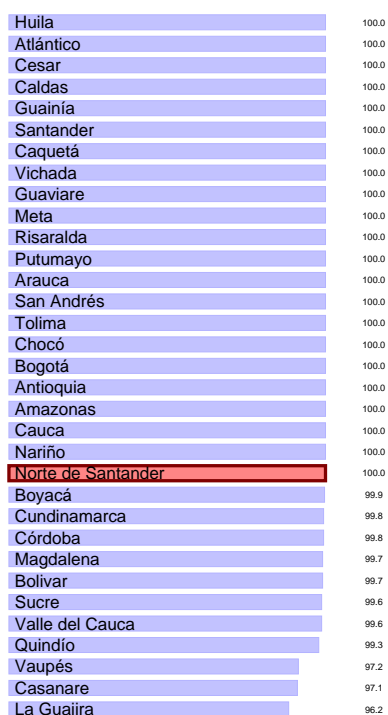 Huila 100.0
Atlántico 100.0
Cesar 100.0
Caldas 100.0
Guainía 100.0
Santander 100.0
Caquetá 100.0
Vichada 100.0
Guaviare 100.0
Meta 100.0
Risaralda 100.0
Putumayo 100.0
Arauca 100.0
San Andrés 100.0
Tolima 100.0
Chocó 100.0
Bogotá 100.0
Antioquia 100.0
Amazonas 100.0
Cauca 100.0
Nariño 100.0
Norte de Santander 100.0
Boyacá 99.9
Cundinamarca 99.8
Córdoba 99.8
Magdalena 99.7
Bolivar 99.7
Sucre 99.6
Valle del Cauca 99.6
Quindío 99.3
Vaupés 97.2
Casanare 97.1
La Guajira 96.2